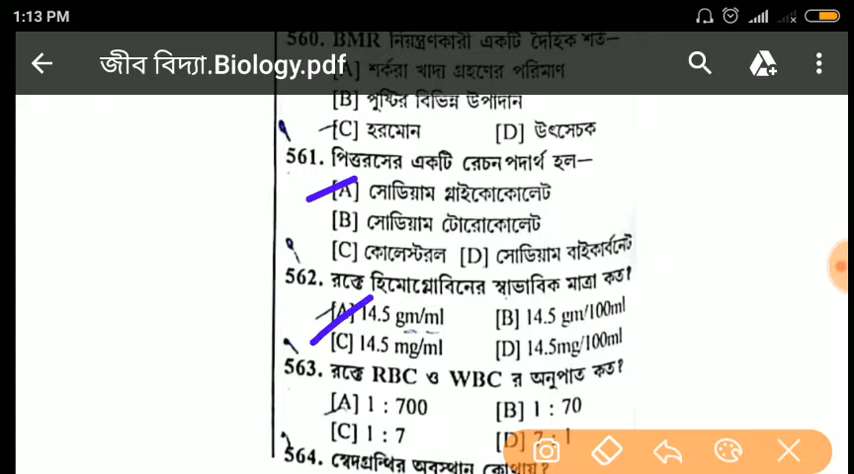 1:13 PM
560. BMR নিয়ন্ত্রণকারী একটি দৈহিক শর্ত—
জীব বিদ্যা.Biology.pdf
[A] শর্করা খাদ্য গ্রহণের পরিমাণ
[B] পুষ্টির বিভিন্ন উপাদান
[C] হরমোন [D] উৎসেচক
561. পিত্তরসের একটি রেচন পদার্থ হল—
[A] সোডিয়াম গ্লাইকোকোলেট
[B] সোডিয়াম টোরোকোলেট
[C] কোলেস্টরল [D] সোডিয়াম বাইকার্বনেট
562. রক্তে হিমোগ্লোবিনের স্বাভাবিক মাত্রা কত?
[A] 14.5 gm/ml [B] 14.5 gm/100ml
[C] 14.5 mg/ml [D] 14.5mg/100ml
563. রক্তে RBC ও WBC র অনুপাত কত?
[A] 1 : 700 [B] 1 : 70
[C] 1 : 7 [D] 7 : 1
564. স্বেদগ্রন্থির অবস্থান কোথায়?